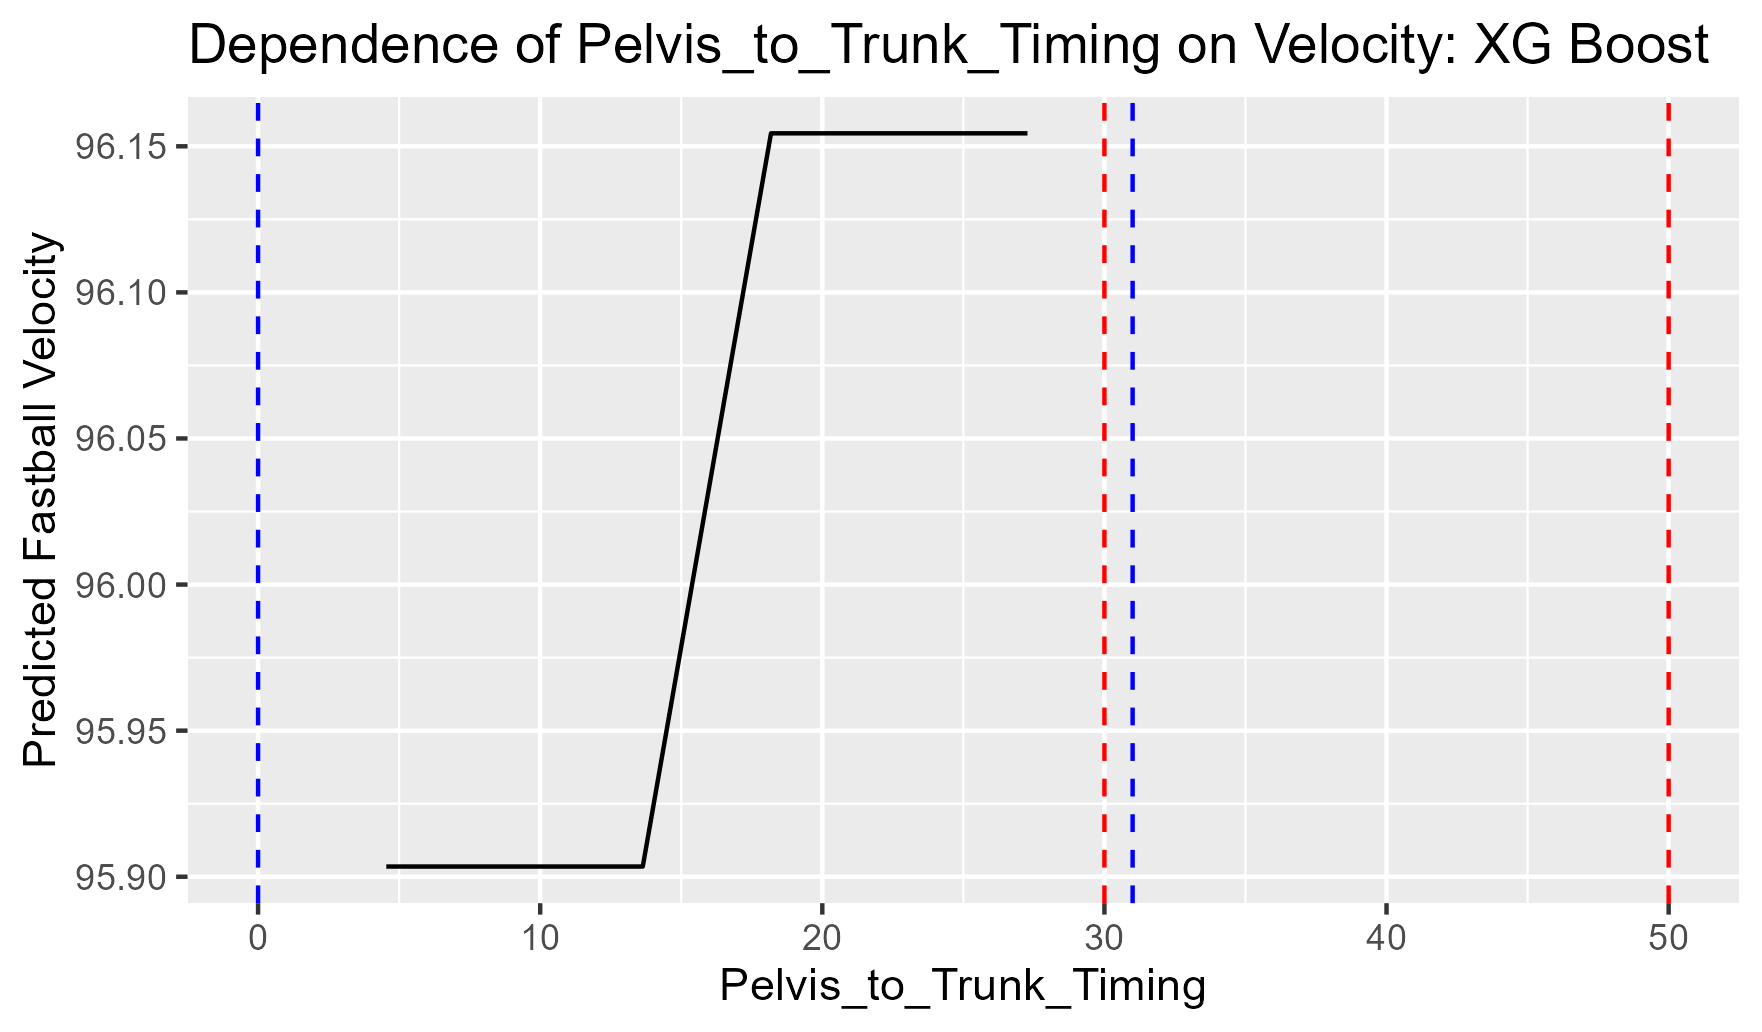 Dependence of Pelvis_to_Trunk_Timing on Velocity: XG Boost
Predicted Fastball Velocity
96.15
96.10
96.05
96.00
95.95
95.90
0 10 20 30 40 50
Pelvis_to_Trunk_Timing